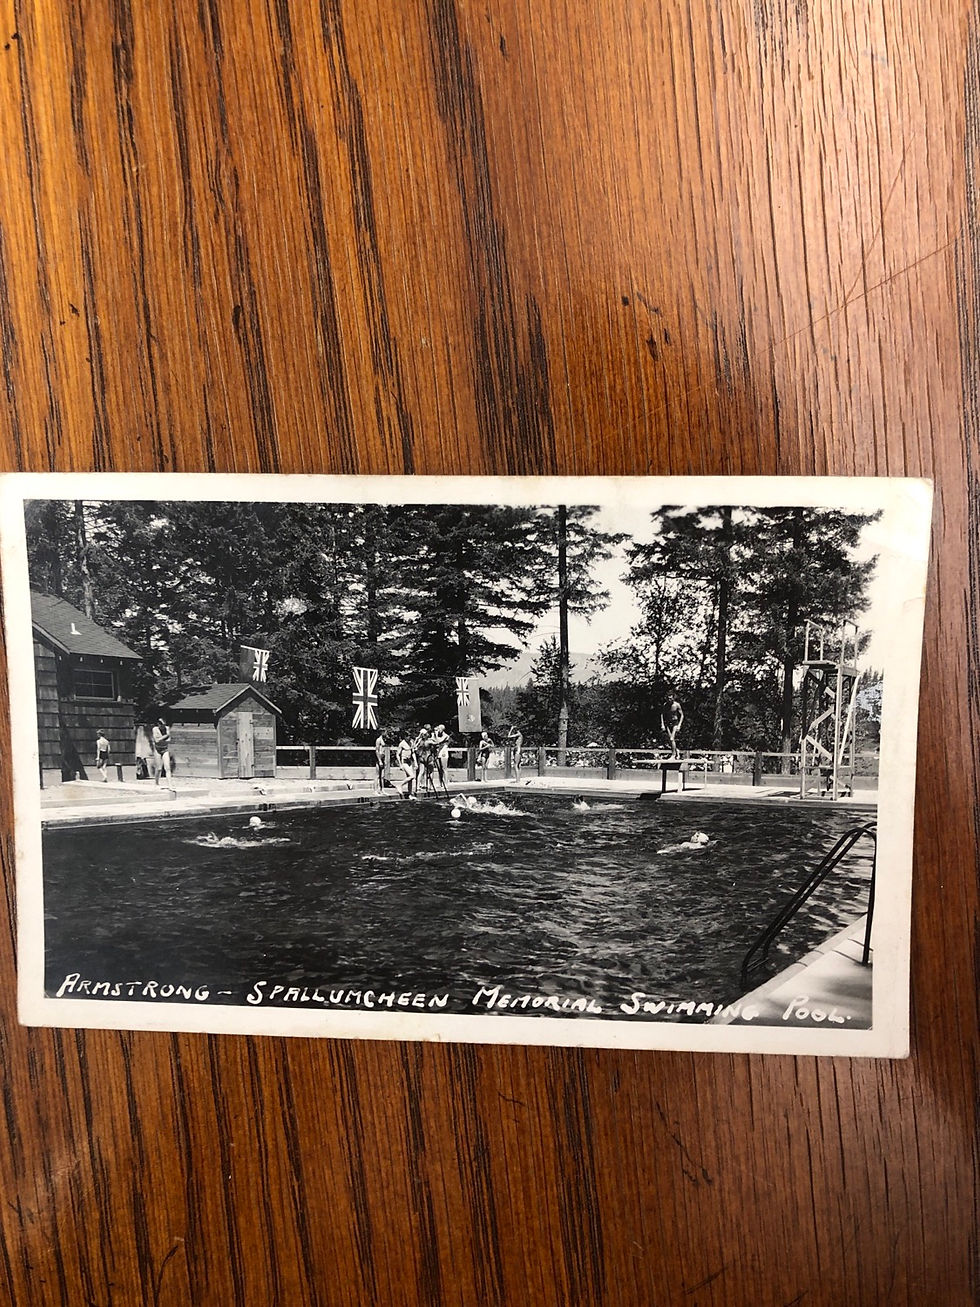 ARMSTRONG - SPALLUMCHEEN MEMORIAL SWIMMING POOL.